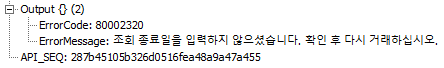 Output {} (2)
ErrorCode: 80002320
ErrorMessage: 조회 종료일을 입력하지 않으셨습니다. 확인 후 다시 거래하십시오.
API_SEQ: 287b45105b326d0516fea48a9a47a455